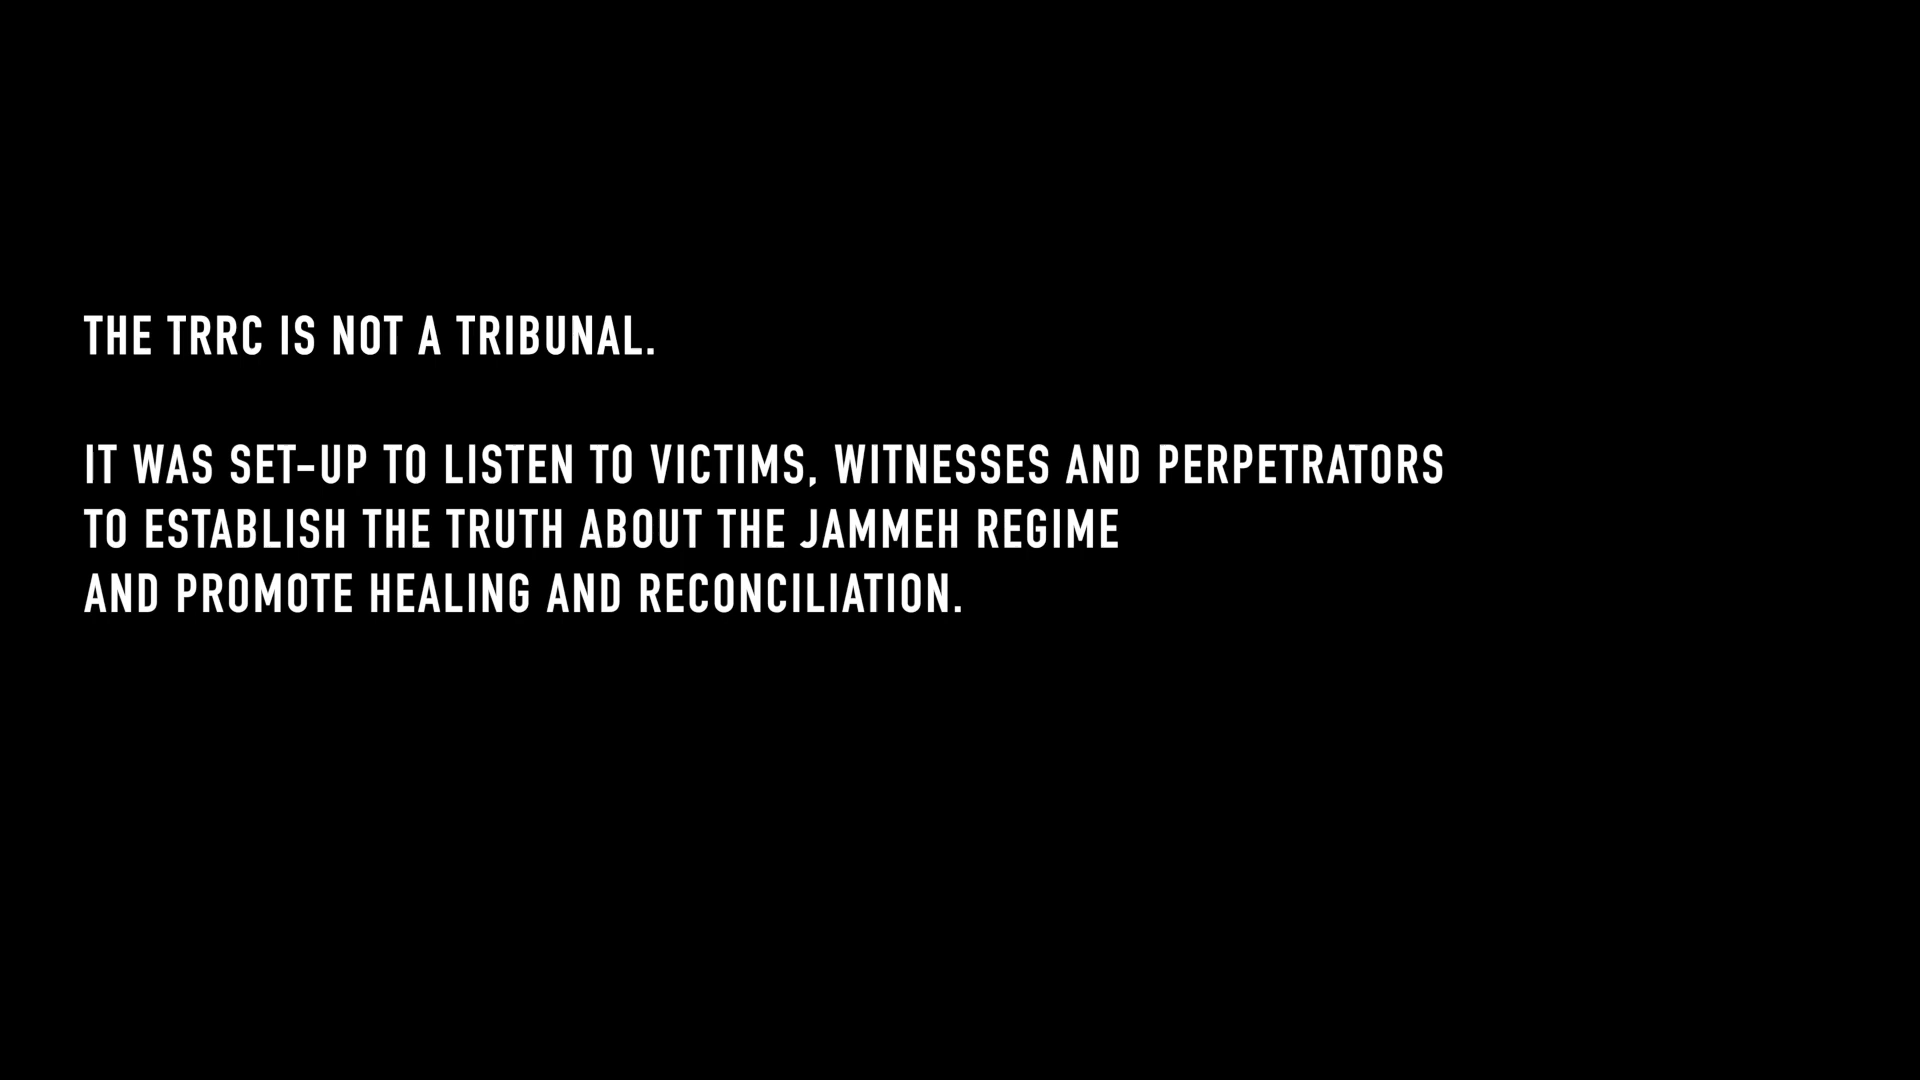 THE TRRC IS NOT A TRIBUNAL.
IT WAS SET-UP TO LISTEN TO VICTIMS, WITNESSES AND PERPETRATORS
TO ESTABLISH THE TRUTH ABOUT THE JAMMEH REGIME
AND PROMOTE HEALING AND RECONCILIATION.